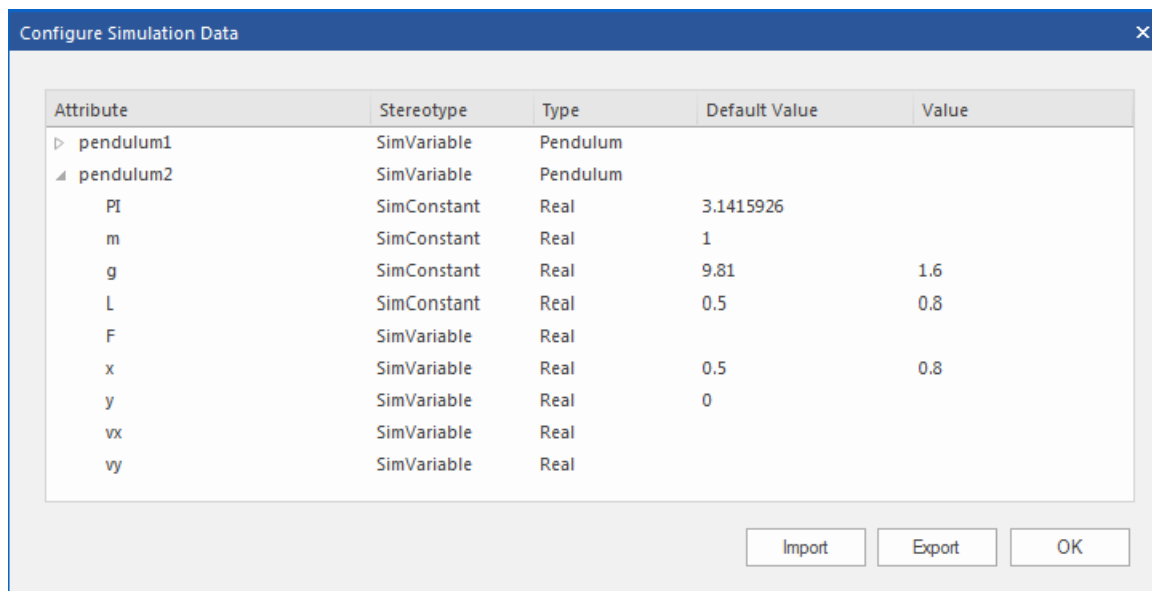 Configure Simulation Data
Attribute Stereotype Type Default Value Value
pendulum1 SimVariable Pendulum
pendulum2 SimVariable Pendulum
PI SimConstant Real 3.1415926
m SimConstant Real 1
g SimConstant Real 9.81 1.6
L SimConstant Real 0.5 0.8
F SimVariable Real
x SimVariable Real 0.5 0.8
y SimVariable Real 0
vx SimVariable Real
vy SimVariable Real
Import Export OK